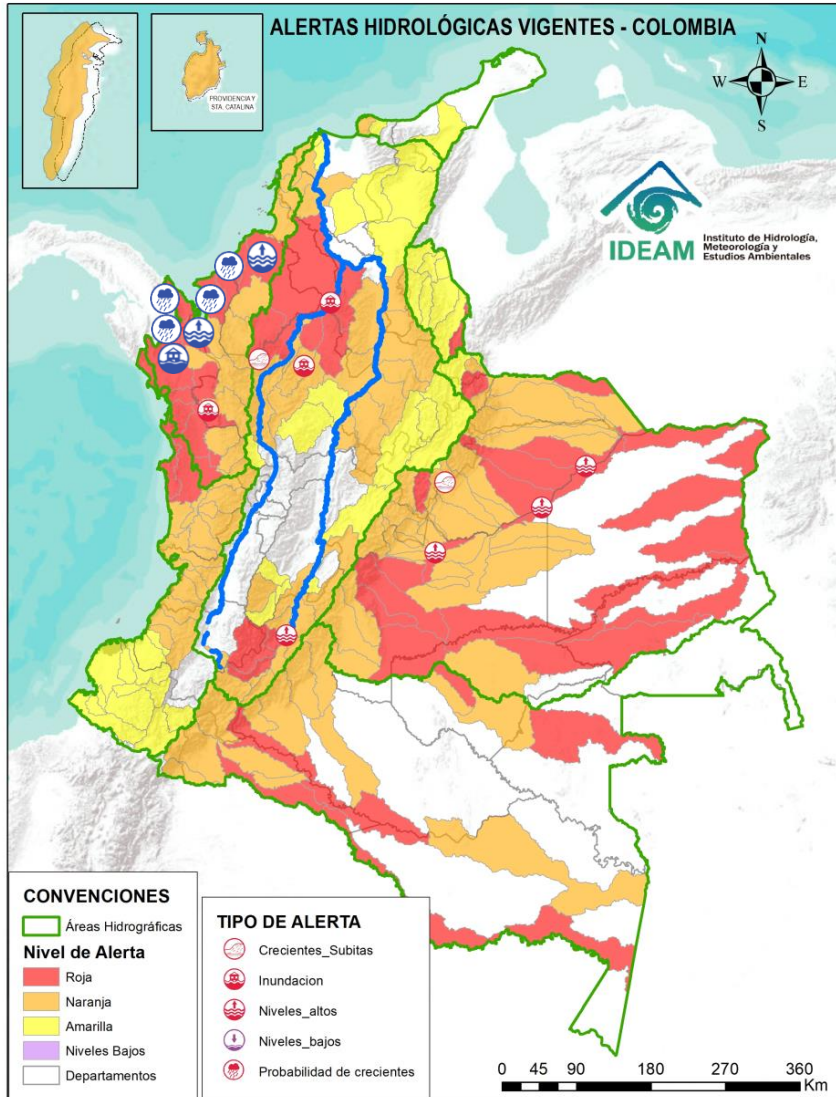 ALERTAS HIDROLÓGICAS VIGENTES - COLOMBIA
PROVIDENCIA Y
STA. CATALINA
N
W
E
S
IDEAM
Instituto de Hidrología,
Meteorología y
Estudios Ambientales
CONVENCIONES
Áreas Hidrográficas
Nivel de Alerta
Roja
Naranja
Amarilla
Niveles Bajos
Departamentos
TIPO DE ALERTA
Crecientes_Subitas
Inundacion
Niveles_altos
Niveles_bajos
Probabilidad de crecientes
0 45 90 180 270 360
Km